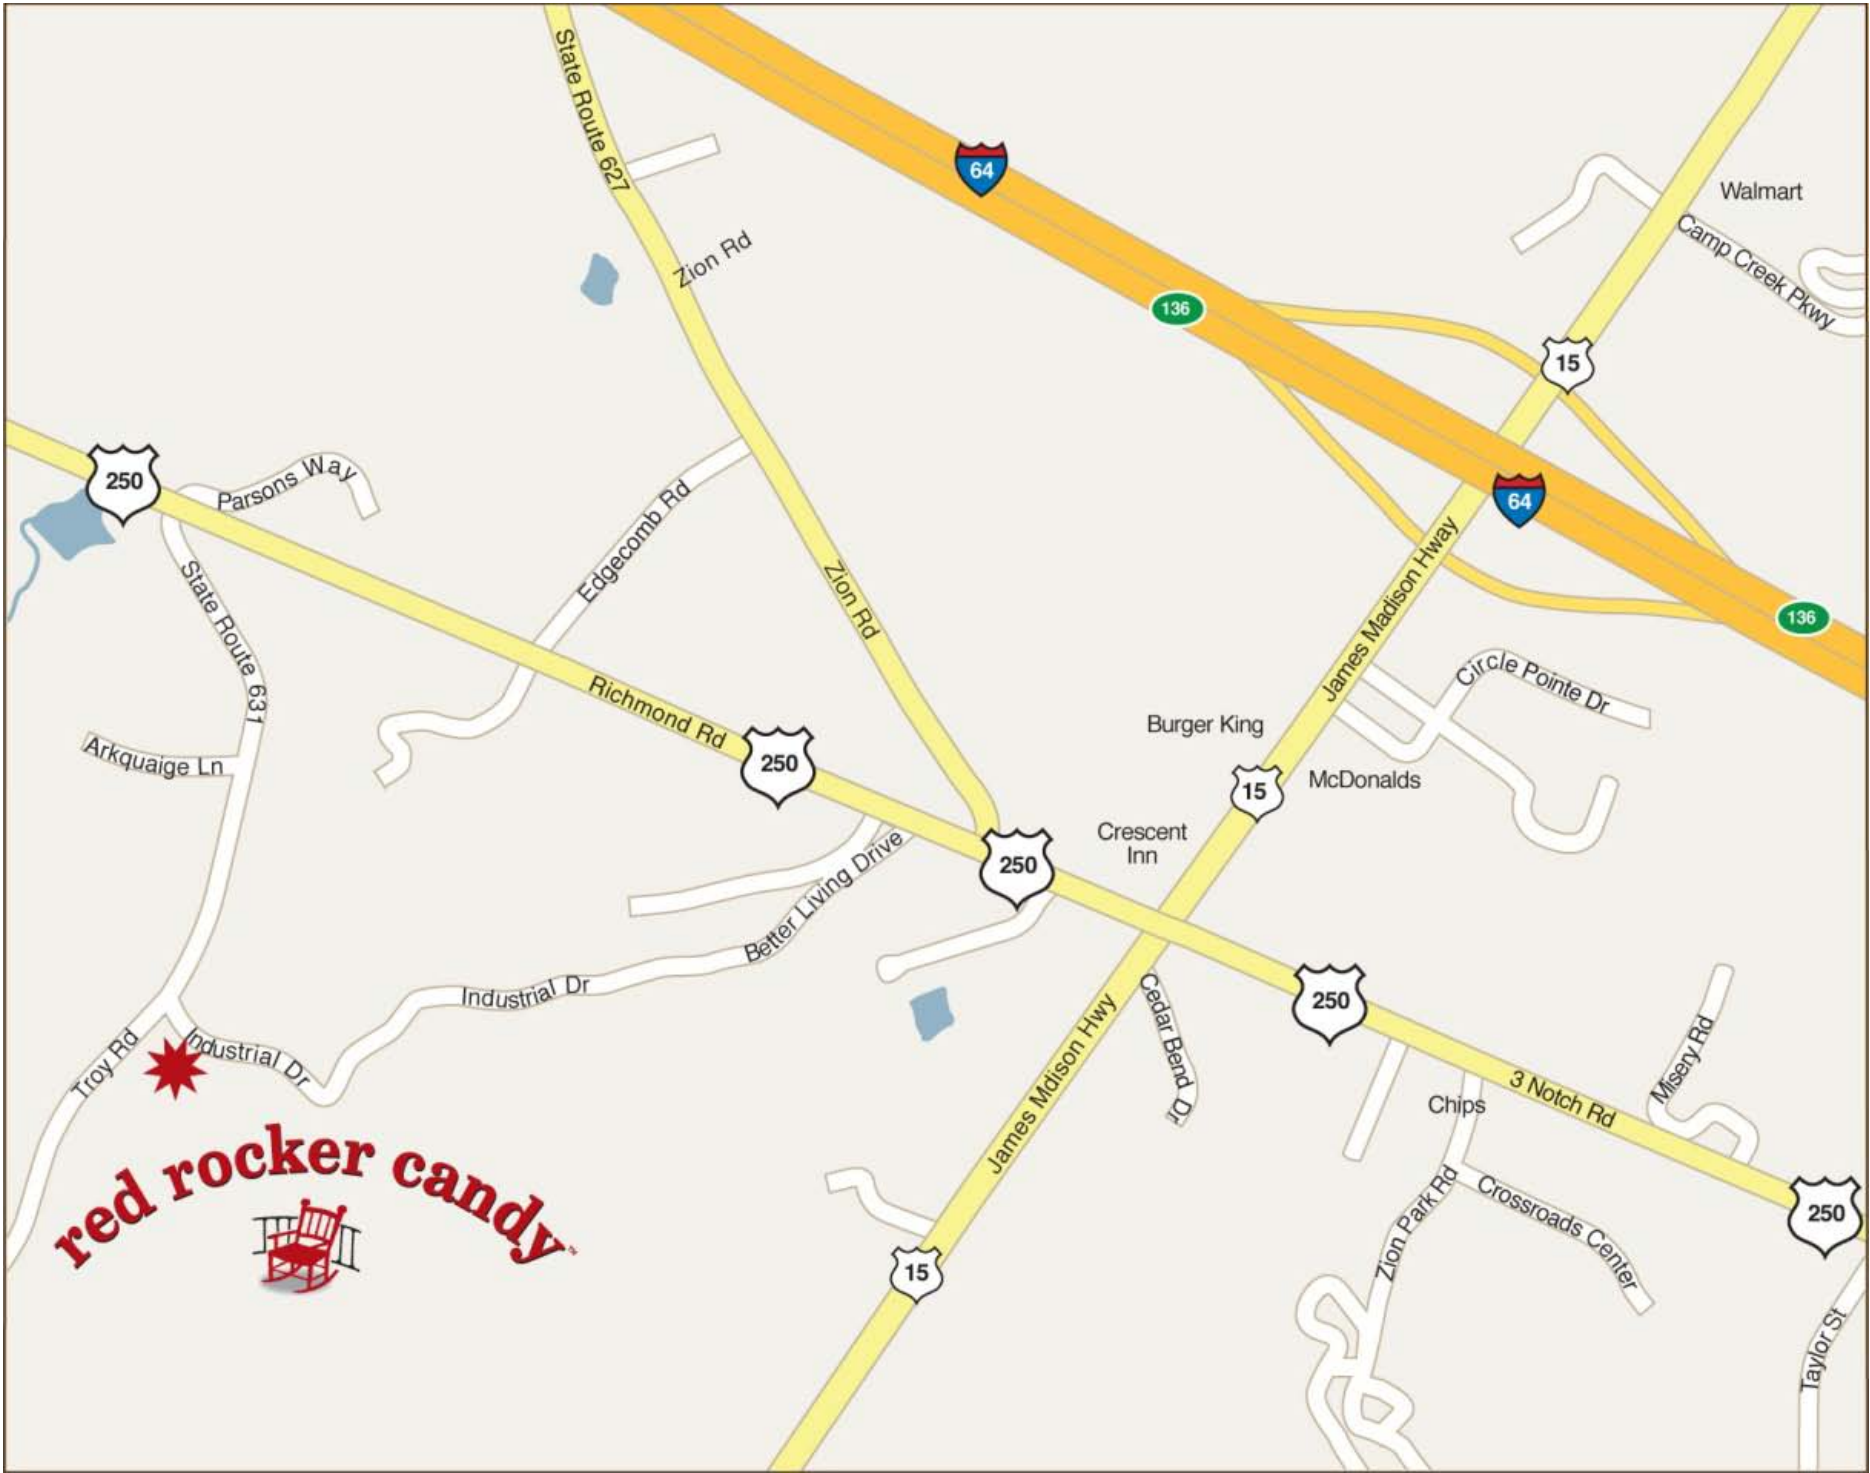 State Route 627
64
Walmart
Camp Creek Pkwy
Zion Rd
136
15
250
Parsons Way
64
Edgecomb Rd
James Madison Hway
State Route 631
Zion Rd
136
Richmond Rd
Circle Pointe Dr
Burger King
Arkquaige Ln
250
McDonalds
15
Crescent
Inn
250
Better Living Drive
Industrial Dr
250
Cedar Bend Dr
James Mdison Hwy
Misery Rd
Troy Rd
Industrial Dr
3 Notch Rd
Chips
red rocker candy™
Zion Park Rd
Crossroads Center
250
15
Taylor St